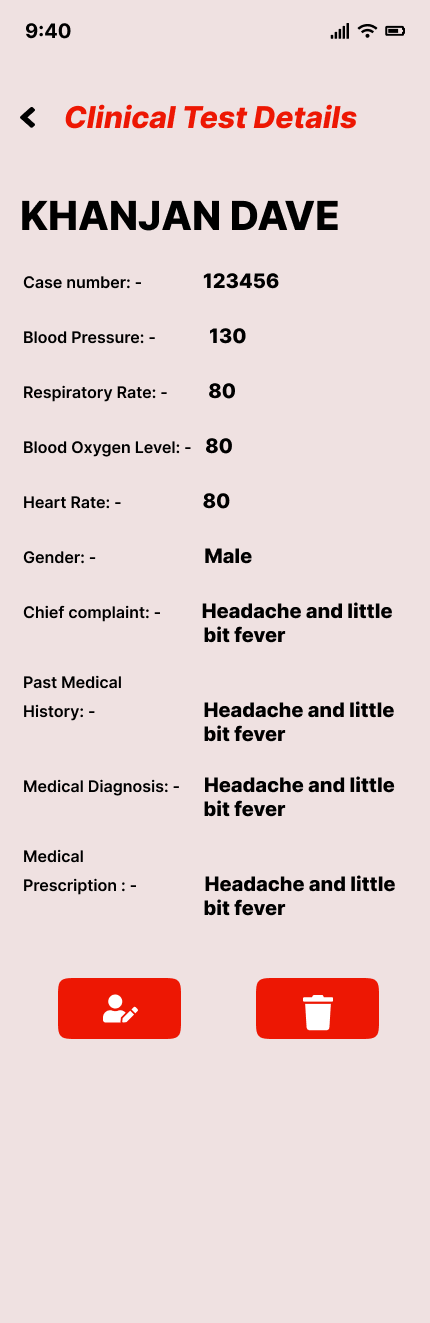 9:40
Clinical Test Details
KHANJAN DAVE
Case number: - 123456
Blood Pressure: - 130
Respiratory Rate: - 80
Blood Oxygen Level: - 80
Heart Rate: - 80
Gender: - Male
Chief complaint: - Headache and little
bit fever
Past Medical
History: - Headache and little
bit fever
Medical Diagnosis: - Headache and little
bit fever
Medical
Prescription : - Headache and little
bit fever